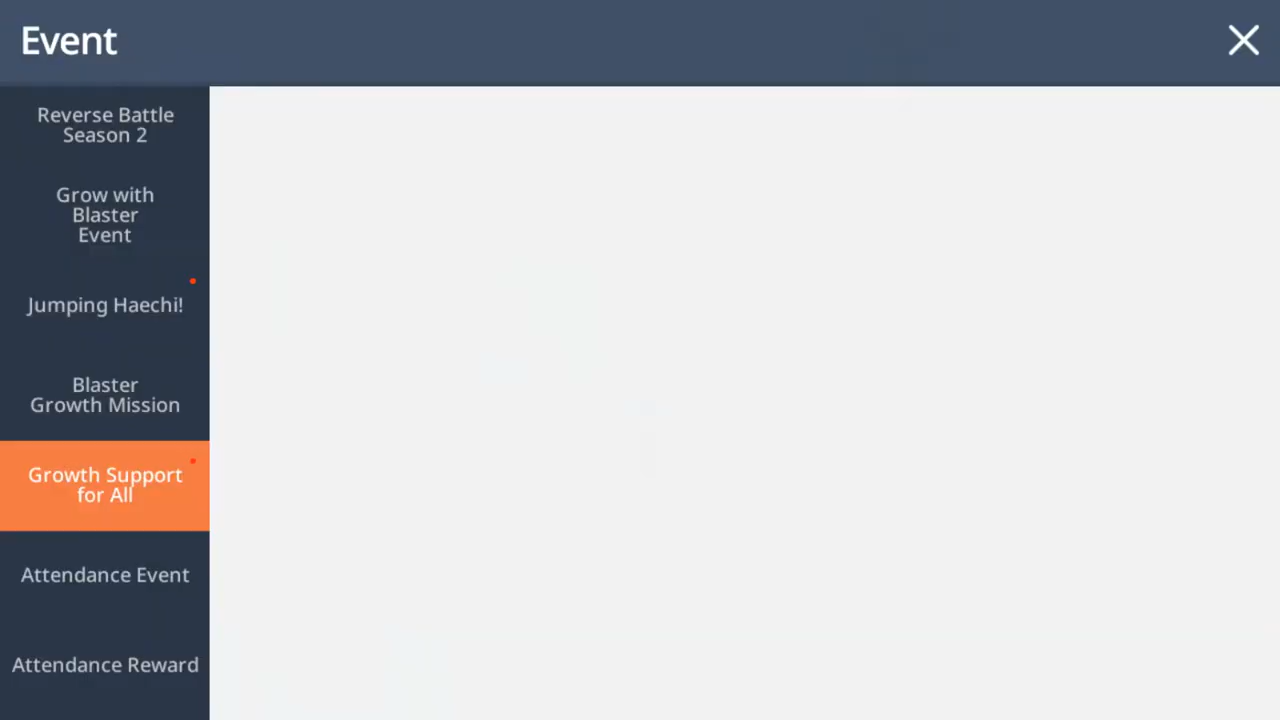 Event
Reverse Battle
Season 2
Grow with
Blaster
Event
Jumping Haechi!
Blaster
Growth Mission
Growth Support
for All
Attendance Event
Attendance Reward